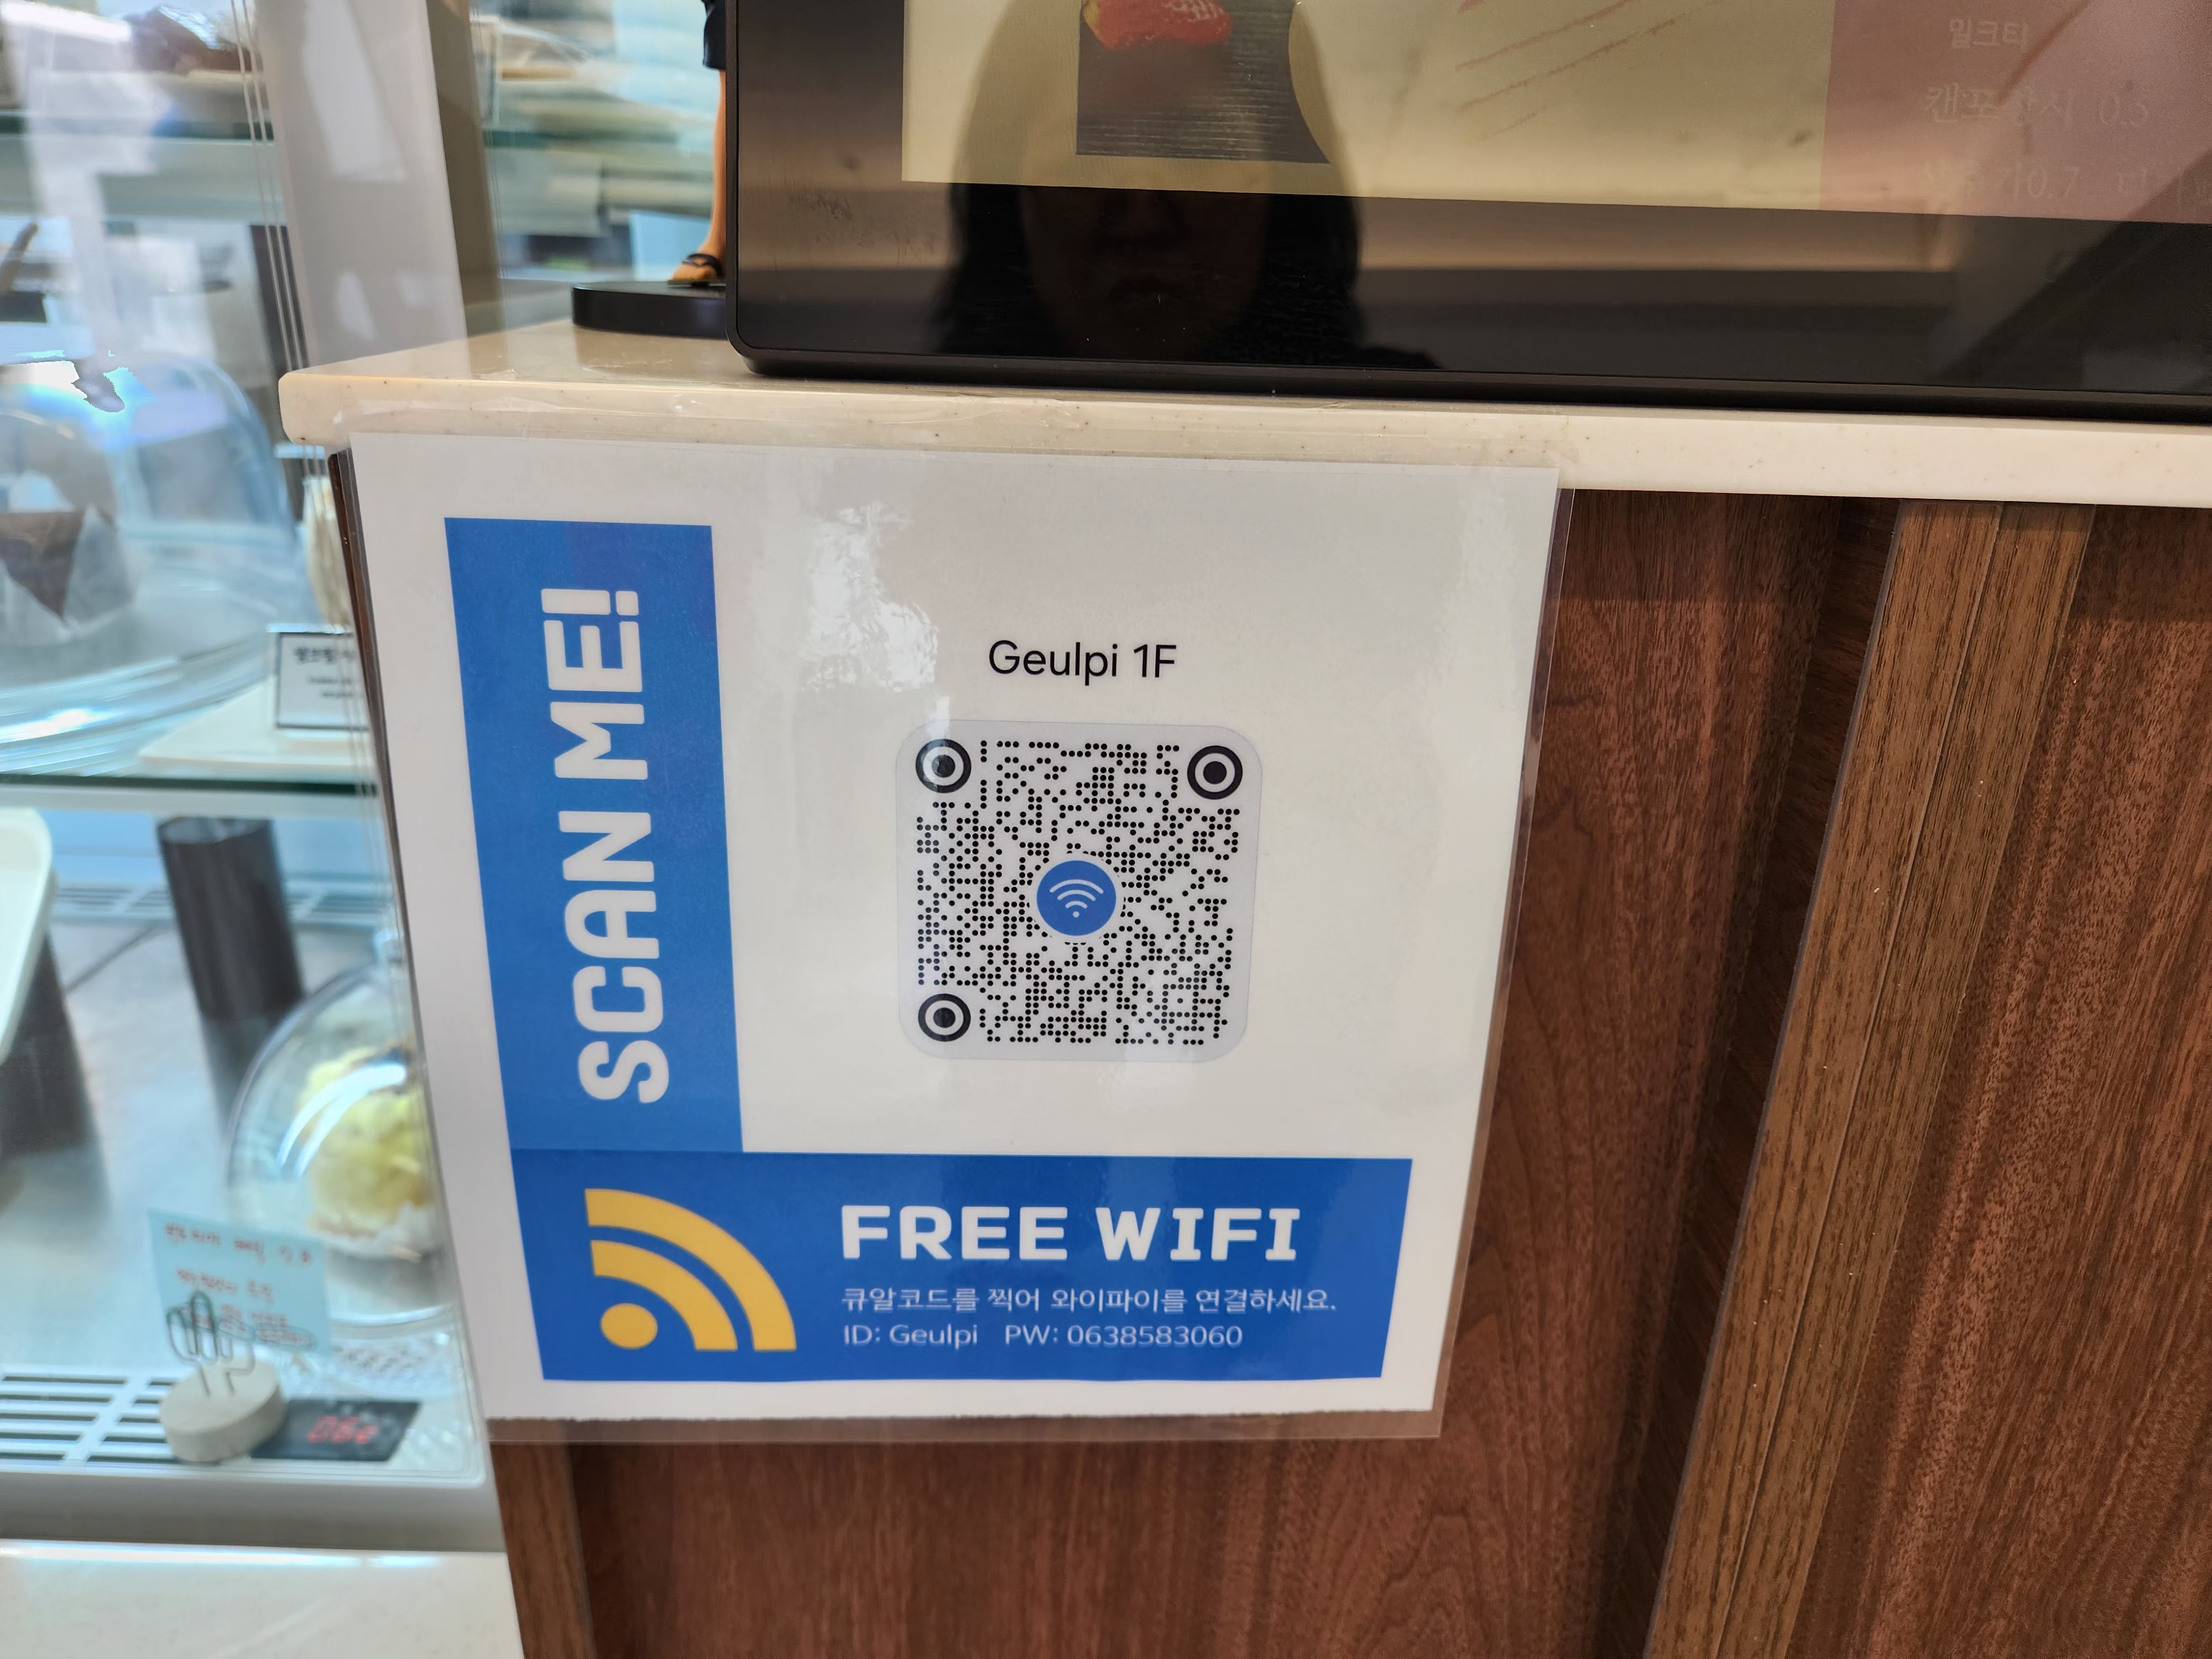 밀크티
SCAN ME!
Geulpi 1F
FREE WIFI
큐알코드를 찍어 와이파이를 연결하세요.
ID: Geulpi PW: 0638583060